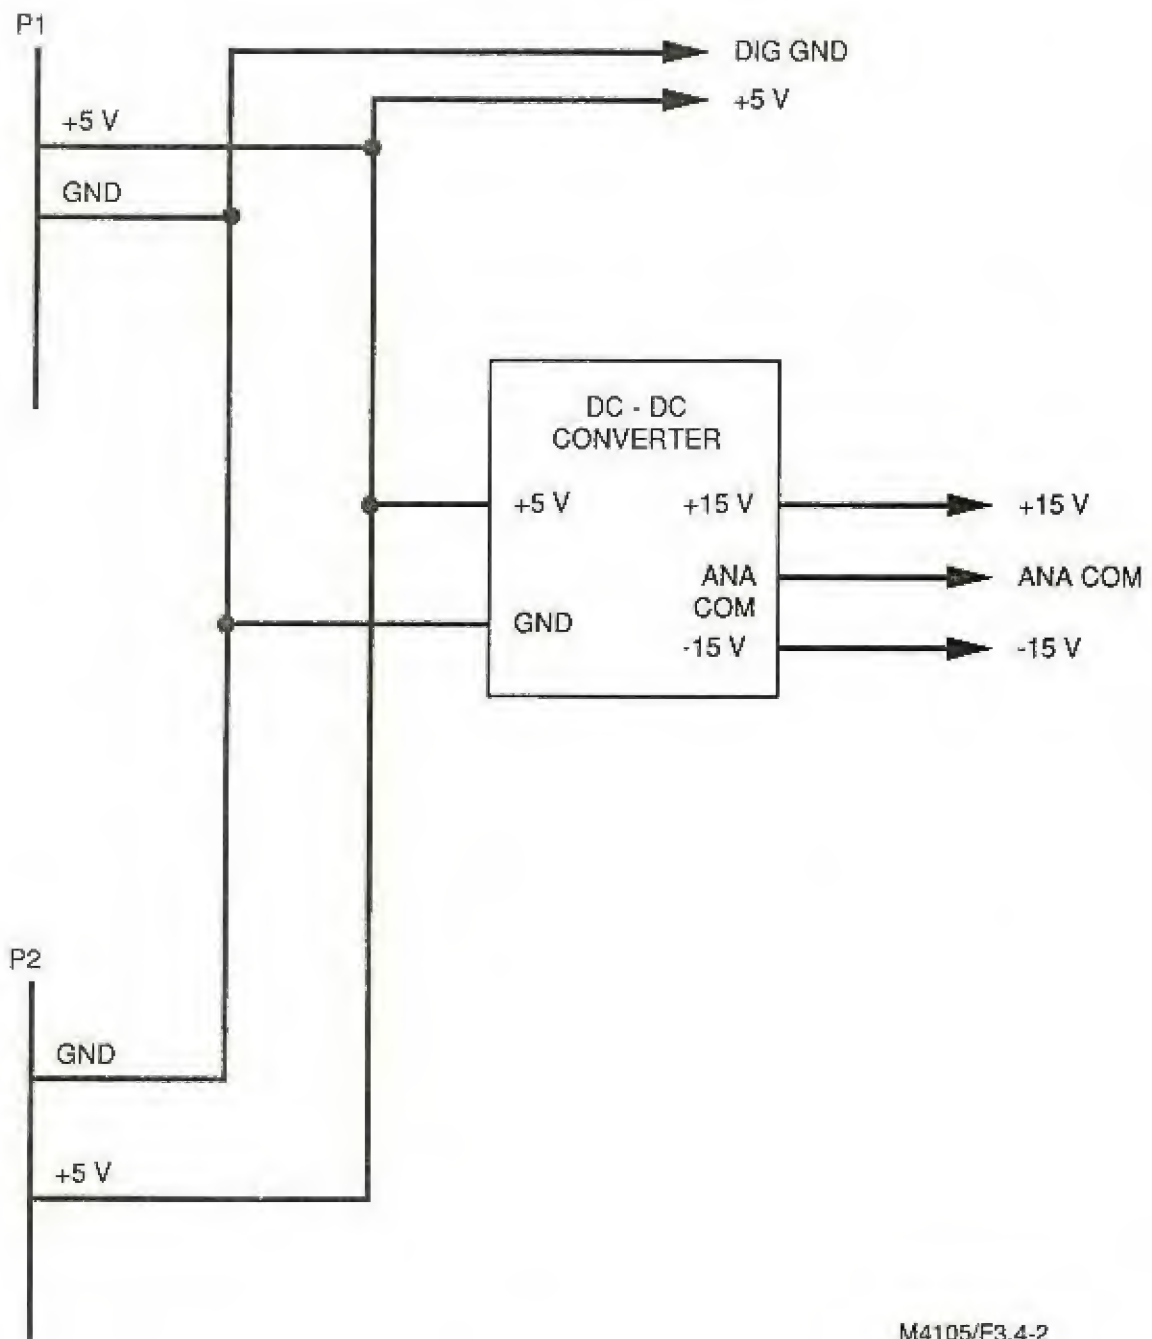 P1
DIG GND
+5 V
+5 V
GND
DC - DC
CONVERTER
+5 V
+15 V
+15 V
ANA
COM
ANA COM
GND
-15 V
-15 V
P2
GND
+5 V
M4105/F3.4-2